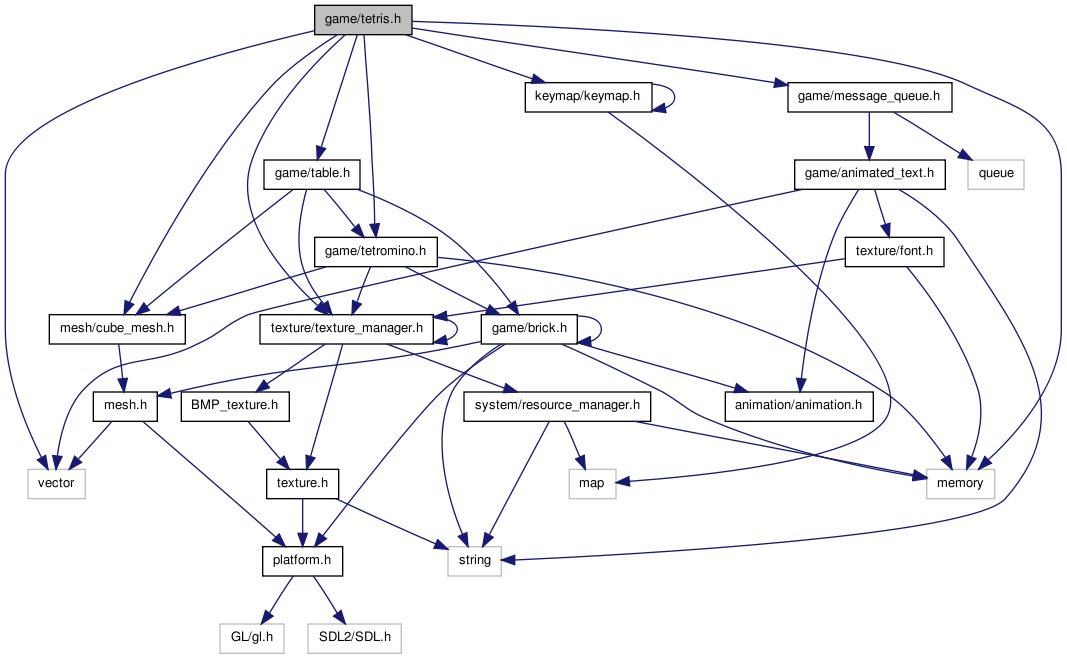 game/tetris.h
keymap/keymap.h
game/message_queue.h
game/table.h
game/animated_text.h
queue
game/tetromino.h
texture/font.h
mesh/cube_mesh.h
texture/texture_manager.h
game/brick.h
mesh.h
BMP_texture.h
system/resource_manager.h
animation/animation.h
vector
texture.h
map
memory
platform.h
string
GL/gl.h
SDL2/SDL.h